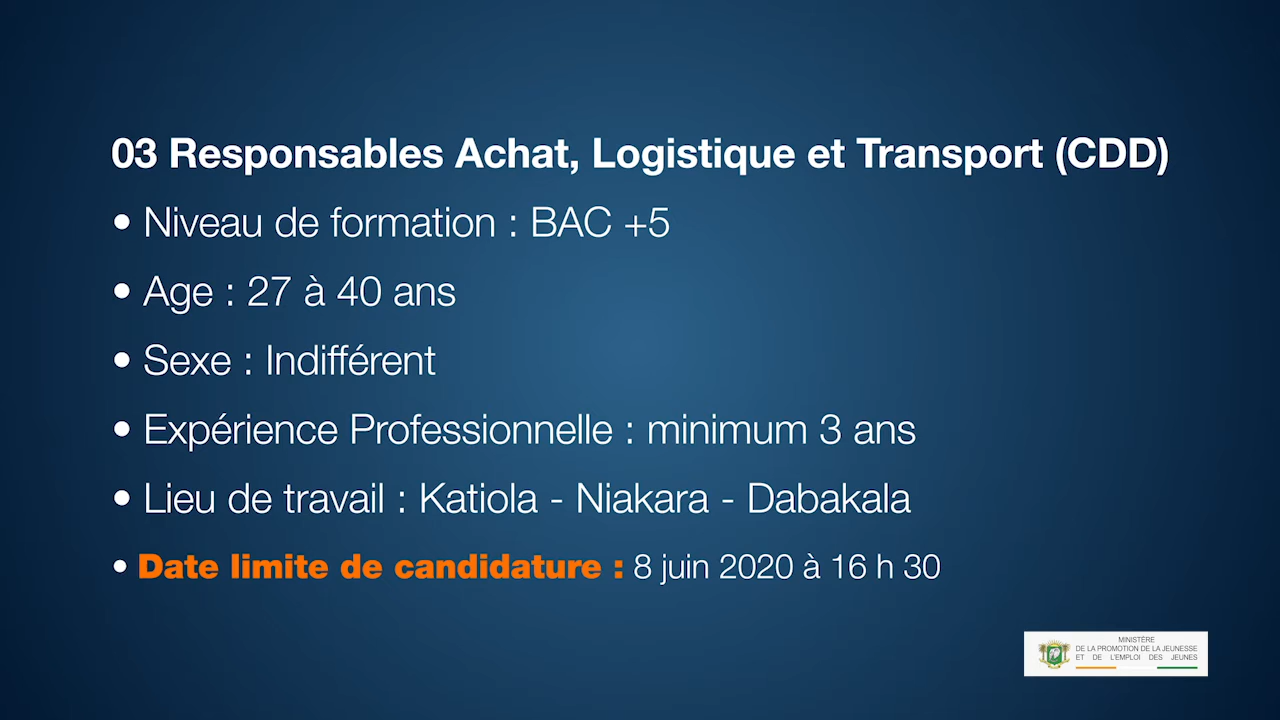 03 Responsables Achat, Logistique et Transport (CDD)
• Niveau de formation : BAC +5
• Age : 27 à 40 ans
• Sexe : Indifférent
• Expérience Professionnelle : minimum 3 ans
• Lieu de travail : Katiola - Niakara - Dabakala
• Date limite de candidature : 8 juin 2020 à 16 h 30
MINISTÈRE
DE LA PROMOTION DE LA JEUNESSE
ET DE L'EMPLOI DES JEUNES